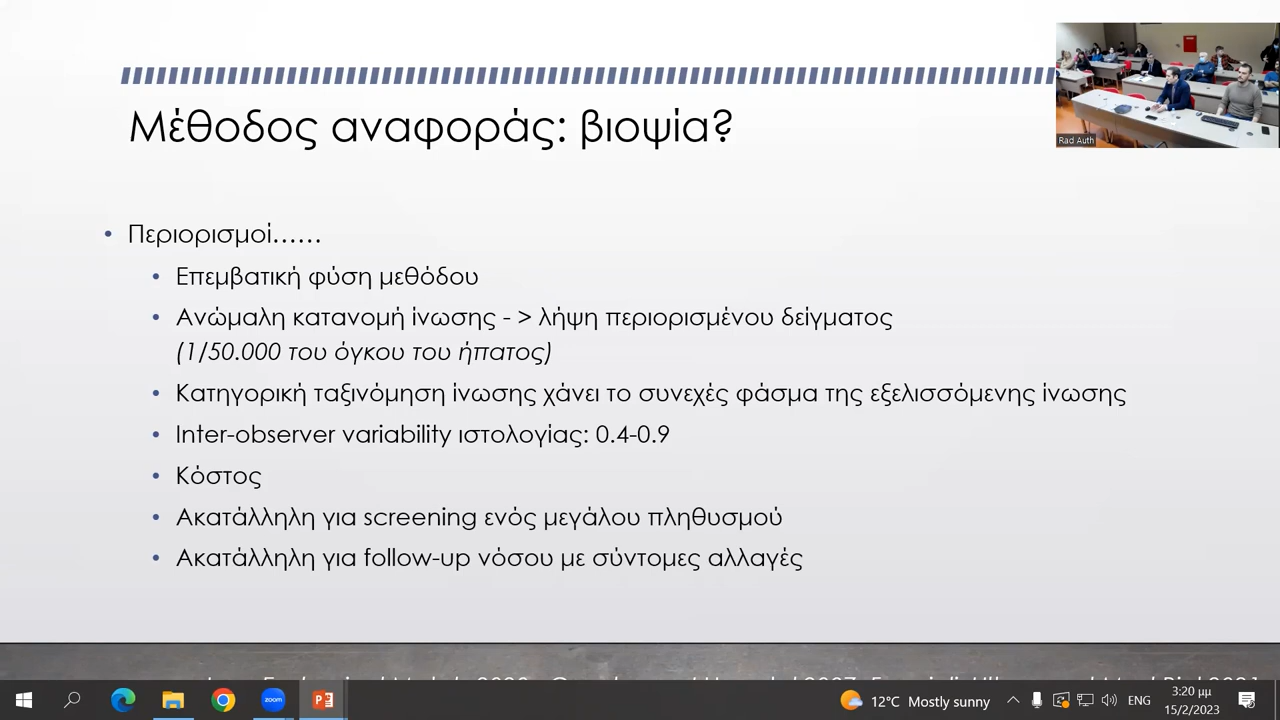 Μέθοδος αναφοράς: βιοψία?
Rad Auth
• Περιορισμοί......
• Επεμβατική φύση μεθόδου
• Ανώμαλη κατανομή ίνωσης - > λήψη περιορισμένου δείγματος
(1/50.000 του όγκου του ήπατος)
• Κατηγορική ταξινόμηση ίνωσης χάνει το συνεχές φάσμα της εξελισσόμενης ίνωσης
• Inter-observer variability ιστολογίας: 0.4-0.9
• Κόστος
• Ακατάλληλη για screening ενός μεγάλου πληθυσμού
• Ακατάλληλη για follow-up νόσου με σύντομες αλλαγές
zoom
12°C Mostly sunny
ENG
3:20 μμ
15/2/2023